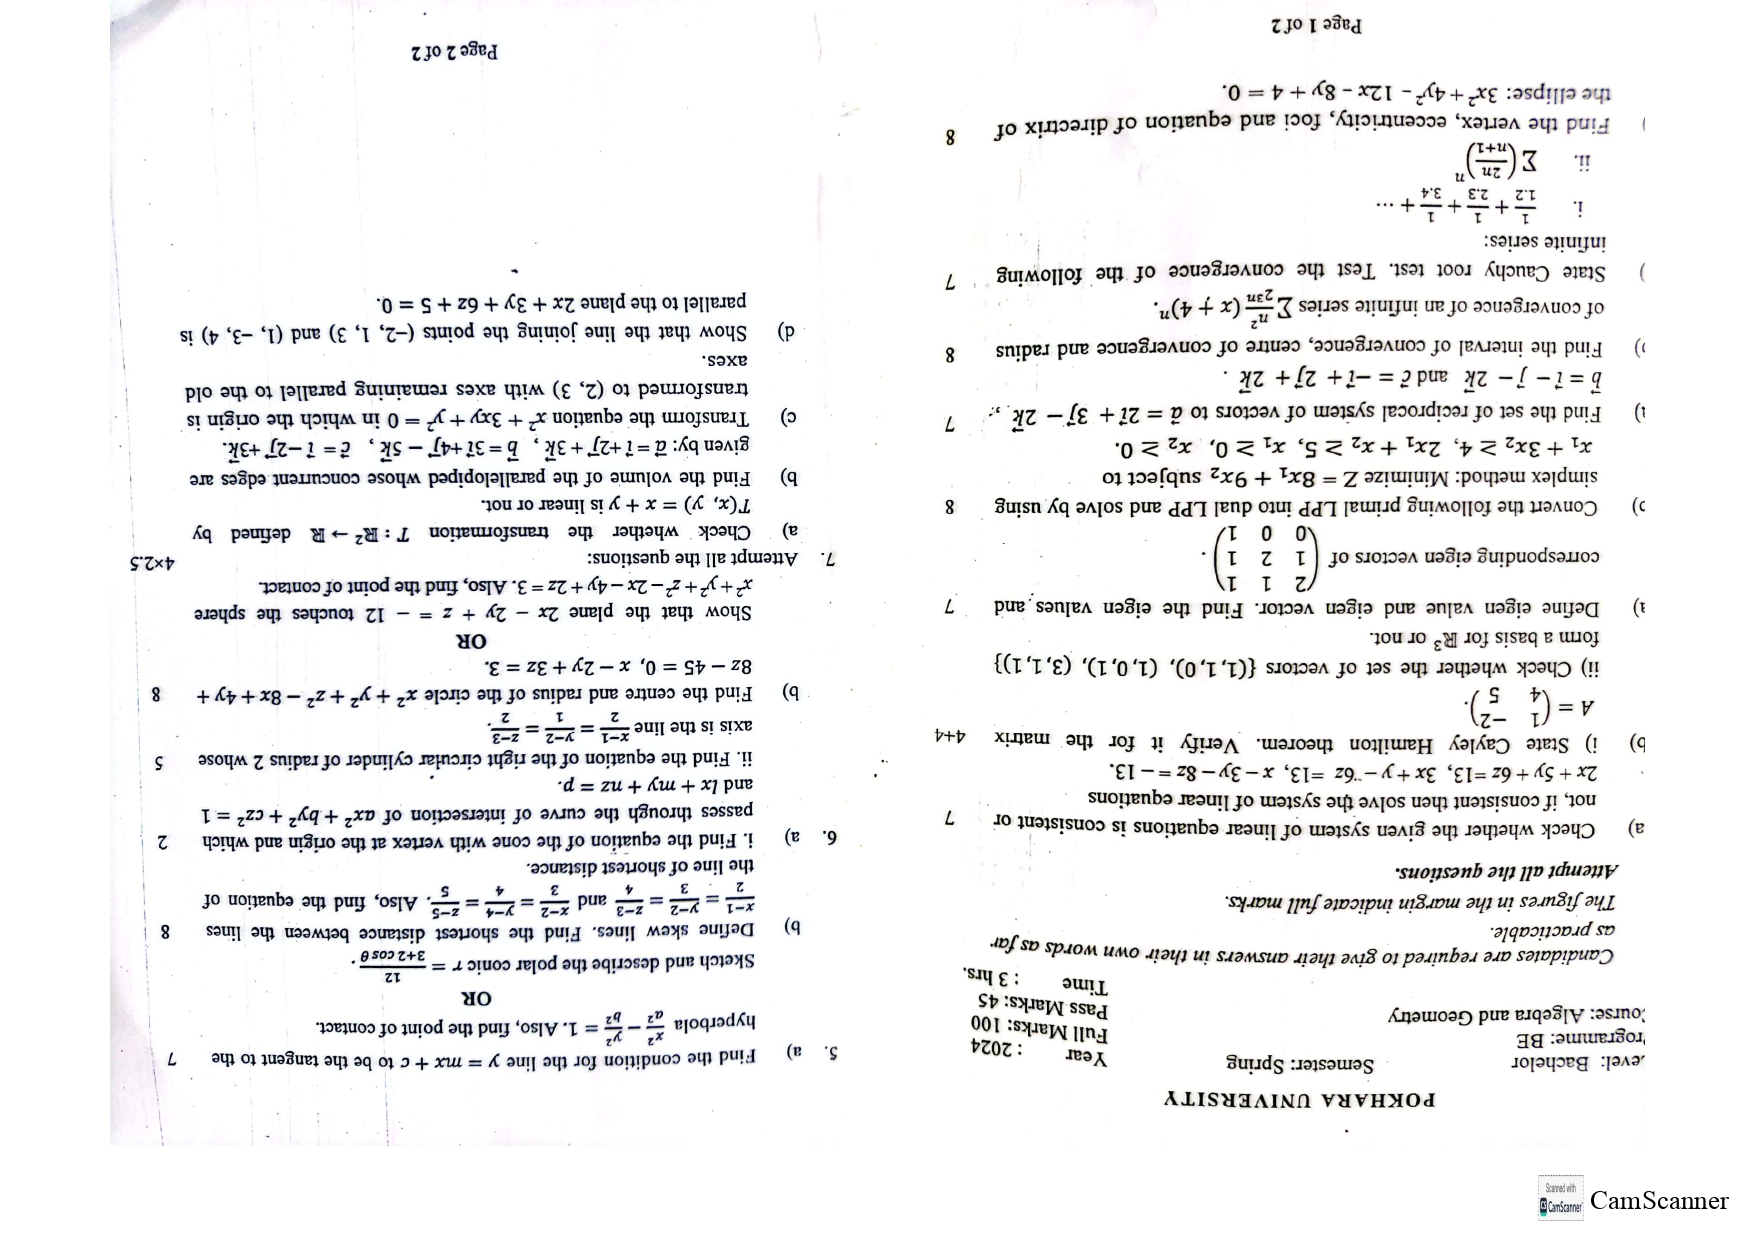 CamScanner
Scanned with
CamScanner
POKHARA UNIVERSITY
evel: Bachelor Semester: Spring Year : 2024
rogramme: BE Full Marks: 100
ourse: Algebra and Geometry Pass Marks: 45
Time : 3 hrs.
Candidates are required to give their answers in their own words as far
as practicable.
The figures in the margin indicate full marks.
Attempt all the questions.
a) Check whether the given system of linear equations is consistent or 7
not, if consistent then solve the system of linear equations
2x + 5y + 6z =13, 3x + y – 6z =13, x – 3y – 8z = – 13.
b) i) State Cayley Hamilton theorem. Verify it for the matrix 4+4
A = (1 −2
4 5).
ii) Check whether the set of vectors {(1, 1, 0), (1, 0, 1), (3, 1, 1)}
form a basis for ℝ³ or not.
a) Define eigen value and eigen vector. Find the eigen values and 7
corresponding eigen vectors of (2 1 1
1 2 1
0 0 1).
b) Convert the following primal LPP into dual LPP and solve by using 8
simplex method: Minimize Z = 8x₁ + 9x₂ subject to
x₁ + 3x₂ ≥ 4, 2x₁ + x₂ ≥ 5, x₁ ≥ 0, x₂ ≥ 0.
a) Find the set of reciprocal system of vectors to a⃗ = 2i⃗ + 3j⃗ − 2k⃗ , 7
b⃗ = i⃗ − j⃗ − 2k⃗ and c⃗ = −i⃗ + 2j⃗ + 2k⃗ .
) Find the interval of convergence, centre of convergence and radius 8
of convergence of an infinite series Σ n²/2³ⁿ (x + 4)ⁿ.
) State Cauchy root test. Test the convergence of the following 7
infinite series:
i. 1/1.2 + 1/2.3 + 1/3.4 + ⋯
ii. Σ(2n/n+1)ⁿ
) Find the vertex, eccentricity, foci and equation of directrix of 8
the ellipse: 3x² + 4y² - 12x - 8y + 4 = 0.
Page 1 of 2
5. a) Find the condition for the line y = mx + c to be the tangent to the 7
hyperbola x²/a² − y²/b² = 1. Also, find the point of contact.
OR
Sketch and describe the polar conic r = 12/3+2 cos θ.
b) Define skew lines. Find the shortest distance between the lines 8
x−1/2 = y−2/3 = z−3/4 and x−2/3 = y−4/4 = z−5/5. Also, find the equation of
the line of shortest distance.
6. a) i. Find the equation of the cone with vertex at the origin and which 2
passes through the curve of intersection of ax² + by² + cz² = 1
and lx + my + nz = p.
ii. Find the equation of the right circular cylinder of radius 2 whose 5
axis is the line x−1/2 = y−2/1 = z−3/2.
b) Find the centre and radius of the circle x² + y² + z² − 8x + 4y + 8
8z − 45 = 0, x − 2y + 3z = 3.
OR
Show that the plane 2x − 2y + z = − 12 touches the sphere
x² + y² + z² – 2x – 4y + 2z = 3. Also, find the point of contact.
7. Attempt all the questions: 4×2.5
a) Check whether the transformation T : ℝ² → ℝ defined by
T(x, y) = x + y is linear or not.
b) Find the volume of the parallelopiped whose concurrent edges are
given by: a⃗ = i⃗ +2j⃗ + 3k⃗ , b⃗ = 3i⃗ +4j⃗ − 5k⃗ , c⃗ = i⃗ −2j⃗ +3k⃗.
c) Transform the equation x² + 3xy + y² = 0 in which the origin is
transformed to (2, 3) with axes remaining parallel to the old
axes.
d) Show that the line joining the points (–2, 1, 3) and (1, –3, 4) is
parallel to the plane 2x + 3y + 6z + 5 = 0.
Page 2 of 2